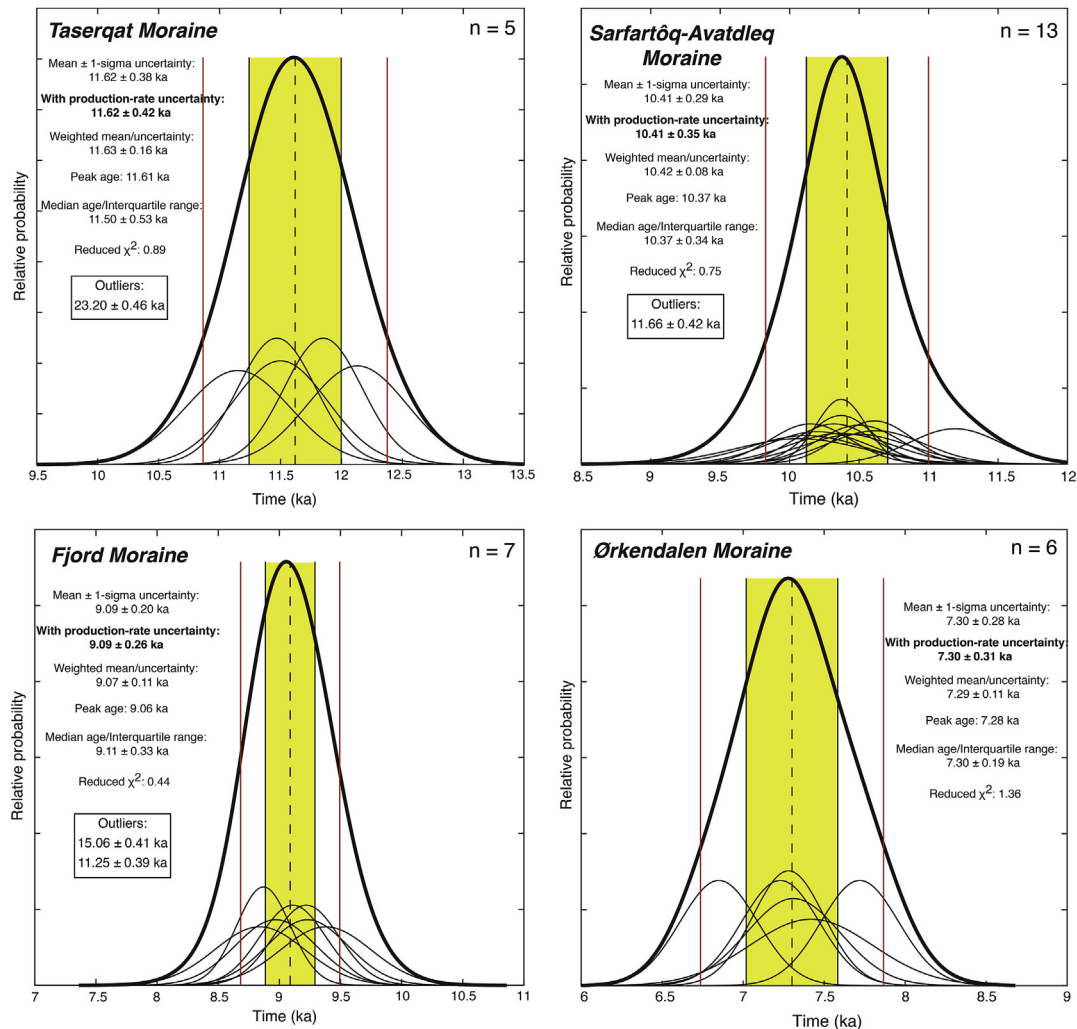 Taserqat Moraine
n = 5
Mean ± 1-sigma uncertainty:
11.62 ± 0.38 ka
With production-rate uncertainty:
11.62 ± 0.42 ka
Weighted mean/uncertainty:
11.63 ± 0.16 ka
Peak age: 11.61 ka
Median age/Interquartile range:
11.50 ± 0.53 ka
Reduced χ2: 0.89
Outliers:
23.20 ± 0.46 ka
Relative probability
9.5 10 10.5 11 11.5 12 12.5 13 13.5
Time (ka)
Sarfartôq-Avatdleq
Moraine
n = 13
Mean ± 1-sigma uncertainty:
10.41 ± 0.29 ka
With production-rate uncertainty:
10.41 ± 0.35 ka
Weighted mean/uncertainty:
10.42 ± 0.08 ka
Peak age: 10.37 ka
Median age/Interquartile range:
10.37 ± 0.34 ka
Reduced χ2: 0.75
Outliers:
11.66 ± 0.42 ka
Relative probability
8.5 9 9.5 10 10.5 11 11.5 12
Time (ka)
Fjord Moraine
n = 7
Mean ± 1-sigma uncertainty:
9.09 ± 0.20 ka
With production-rate uncertainty:
9.09 ± 0.26 ka
Weighted mean/uncertainty:
9.07 ± 0.11 ka
Peak age: 9.06 ka
Median age/Interquartile range:
9.11 ± 0.33 ka
Reduced χ2: 0.44
Outliers:
15.06 ± 0.41 ka
11.25 ± 0.39 ka
Relative probability
7 7.5 8 8.5 9 9.5 10 10.5 11
Time (ka)
Ørkendalen Moraine
n = 6
Mean ± 1-sigma uncertainty:
7.30 ± 0.28 ka
With production-rate uncertainty:
7.30 ± 0.31 ka
Weighted mean/uncertainty:
7.29 ± 0.11 ka
Peak age: 7.28 ka
Median age/Interquartile range:
7.30 ± 0.19 ka
Reduced χ2: 1.36
Relative probability
6 6.5 7 7.5 8 8.5 9
Time (ka)